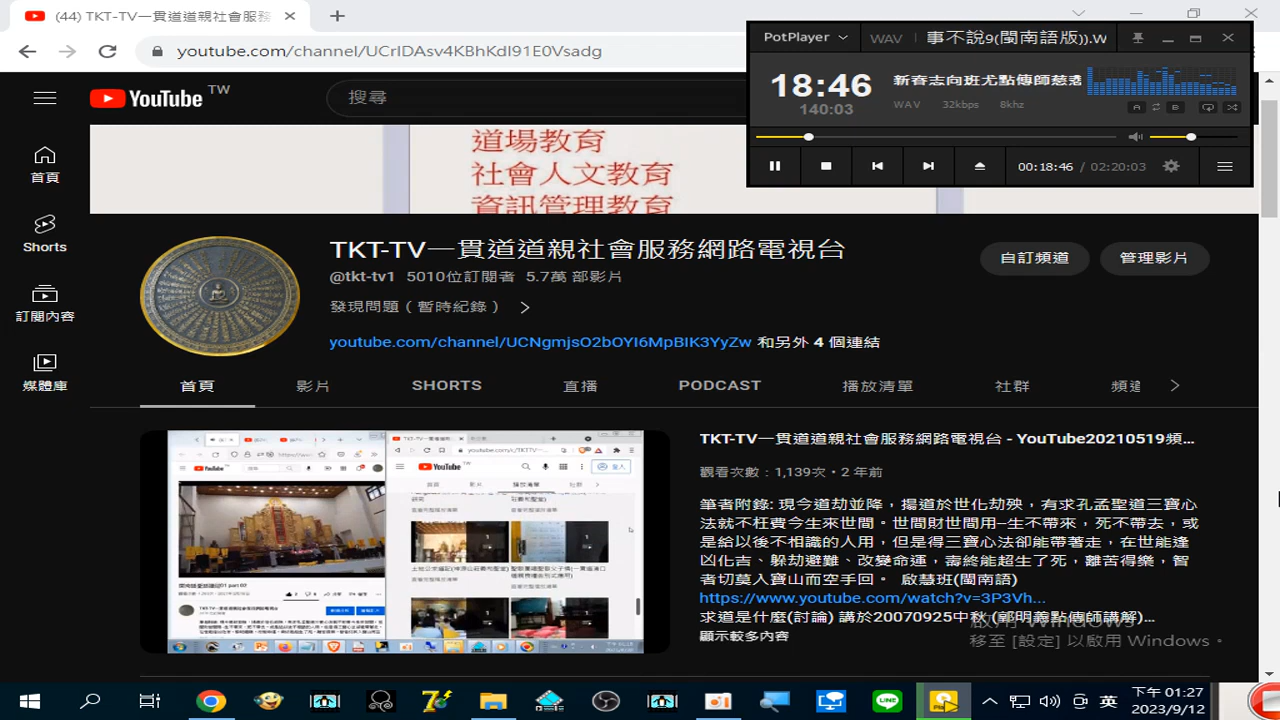 (44) TKT-TV一貫道道親社會服務
youtube.com/channel/UCrIDAsv4KBhKdI91E0Vsadg
PotPlayer
WAV
事不說9(閩南語版)).W
18:46
140:03
新春志向班尤點傳師慈
WAV 32kbps 8khz
A B
00:18:46 / 02:20:03
YouTube TW
搜尋
道場教育
社會人文教育
資訊管理教育
首頁
Shorts
訂閱內容
媒體庫
TKT-TV一貫道道親社會服務網路電視台
@tkt-tv1 5010位訂閱者 5.7萬 部影片
發現問題（暫時紀錄）
youtube.com/channel/UCNgmjsO2bOYI6MpBIK3YyZw 和另外 4 個連結
自訂頻道
管理影片
首頁 影片 SHORTS 直播 PODCAST 播放清單 社群 頻道
TKT-TV一貫道道親社會服務網路電視台 - YouTube20210519頻...
觀看次數：1,139次・2 年前
筆者附錄: 現今道劫並降，揚道於世化劫殃，有求孔孟聖道三寶心
法就不枉費今生來世間。世間財世間用—生不帶來，死不帶去，或
是給以後不相識的人用，但是得三寶心法卻能帶著走，在世能逢
凶化吉、躲劫避難、改變命運，壽終能超生了死，離苦得樂，智
者切莫入寶山而空手回。 啟慧班(閩南語)
https://www.youtube.com/watch?v=3P3Vh...
求道是什麼(討論) 講於20070925中秋
顯示較多內容
啟用 Windows
移至 [設定] 以啟用 Windows。
YouTube
YouTube
登入
英
下午 01:27
2023/9/12